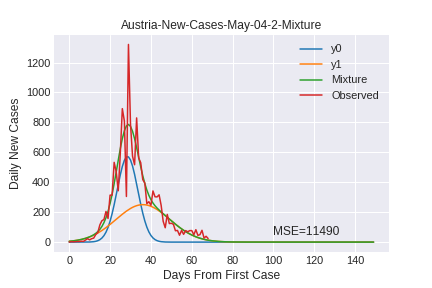 Austria-New-Cases-May-04-2-Mixture
y0
y1
Mixture
Observed
1200
1000
800
600
400
200
0
Daily New Cases
MSE=11490
0 20 40 60 80 100 120 140
Days From First Case